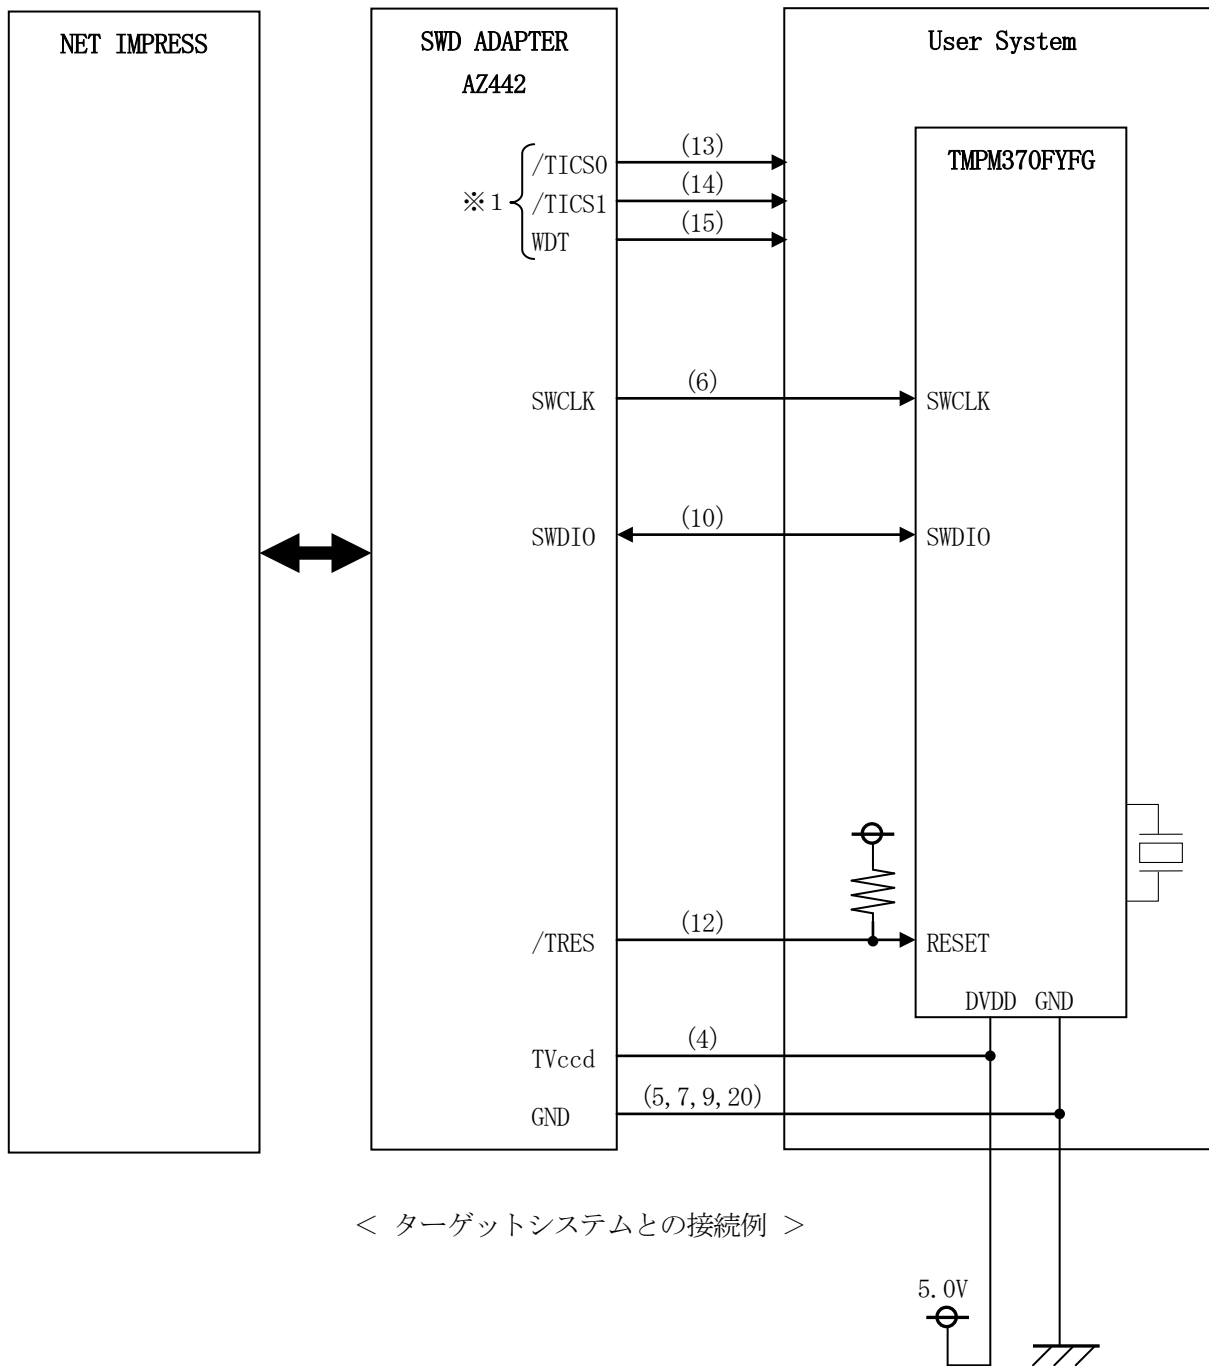 NET IMPRESS
SWD ADAPTER
AZ442
User System
TMPM370FYFG
※1
/TICS0
(13)
/TICS1
(14)
WDT
(15)
SWCLK
(6)
SWCLK
SWDIO
(10)
SWDIO
/TRES
(12)
RESET
DVDD GND
TVccd
(4)
GND
(5,7,9,20)
< ターゲットシステムとの接続例 >
5.0V